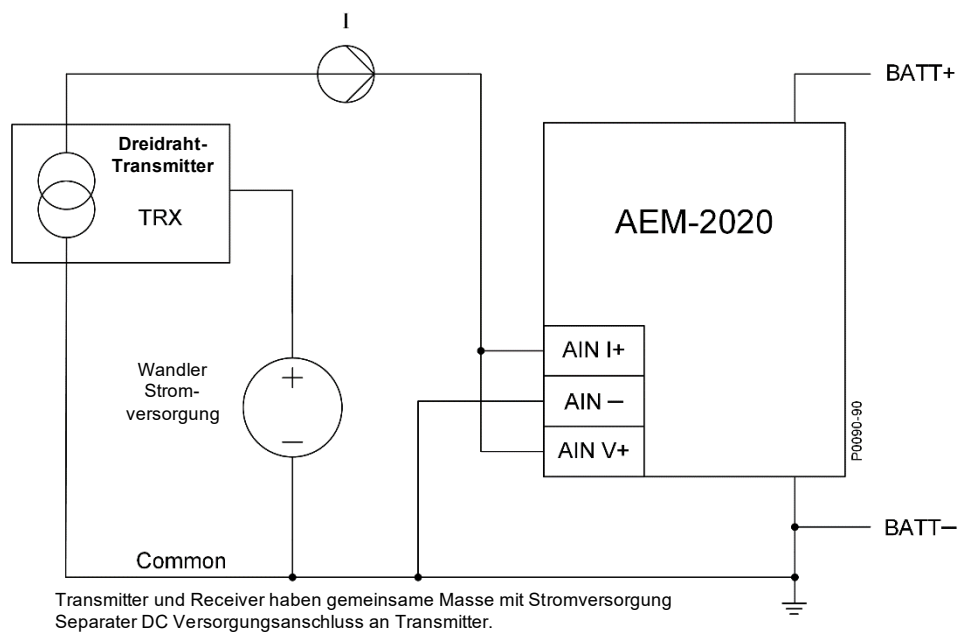 I
BATT+
Dreidraht-
Transmitter
TRX
AEM-2020
AIN I+
AIN –
AIN V+
Wandler
Strom-
versorgung
+
–
P0090-90
BATT–
Common
Transmitter und Receiver haben gemeinsame Masse mit Stromversorgung
Separater DC Versorgungsanschluss an Transmitter.